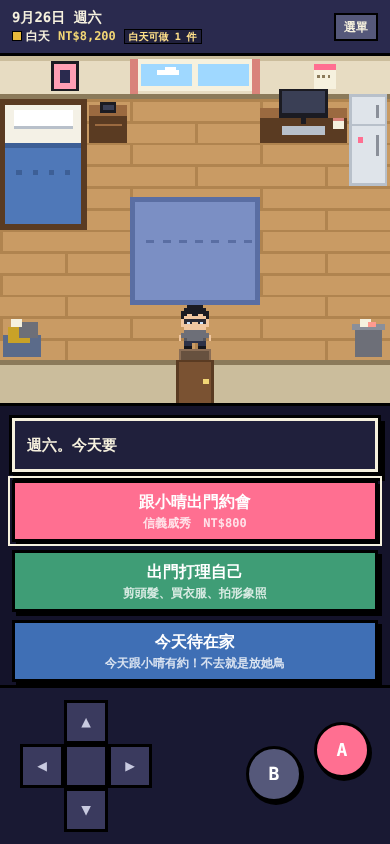 9月26日 週六
白天 NT$8,200 白天可做 1 件
選單
週六。今天要
跟小晴出門約會
信義威秀 NT$800
出門打理自己
剪頭髮、買衣服、拍形象照
今天待在家
今天跟小晴有約！不去就是放她鳥
▲
◀ ▶
▼
B A